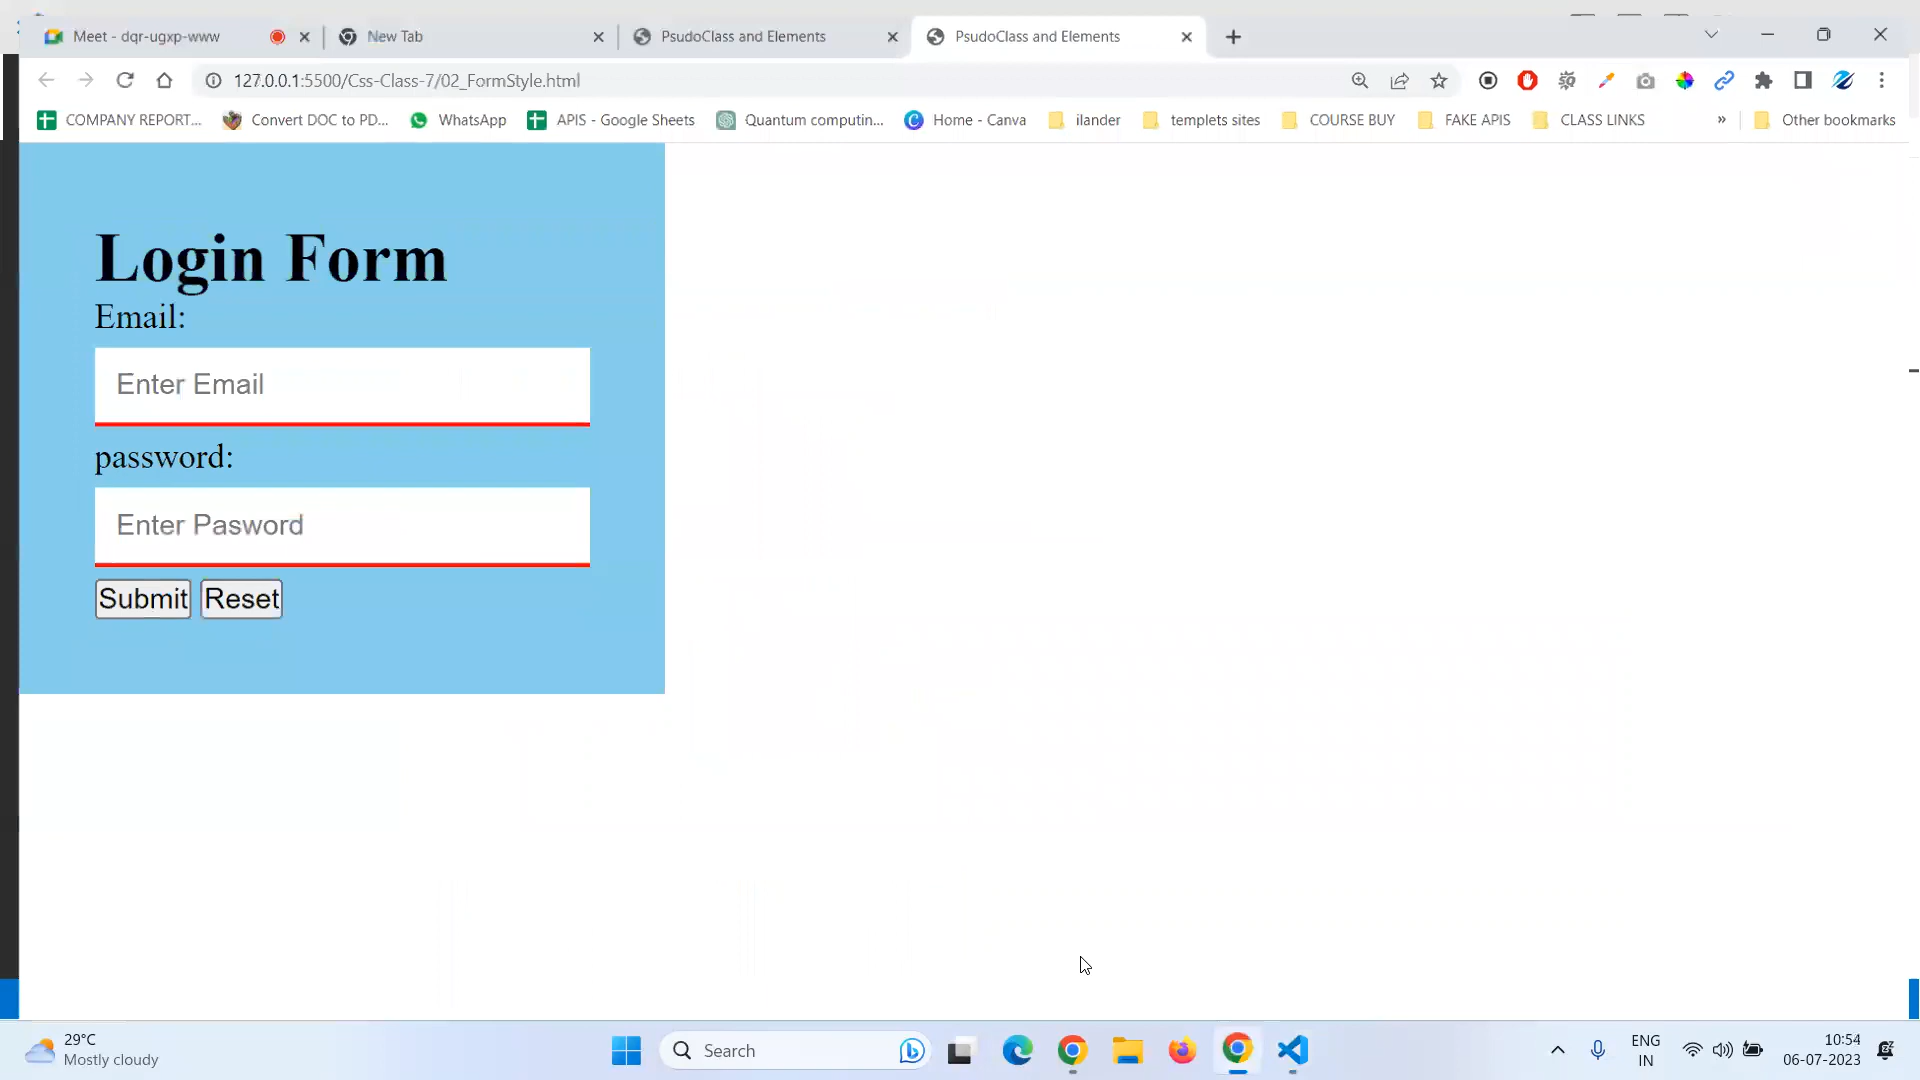 Meet - dqr-ugxp-www
New Tab
PsudoClass and Elements
PsudoClass and Elements
127.0.0.1:5500/Css-Class-7/02_FormStyle.html
COMPANY REPORT... Convert DOC to PD... WhatsApp APIS - Google Sheets Quantum computin... Home - Canva ilander templets sites COURSE BUY FAKE APIS CLASS LINKS » Other bookmarks
Login Form
Email:
Enter Email
password:
Enter Pasword
Submit Reset
29°C
Mostly cloudy
Search
ENG
IN
10:54
06-07-2023